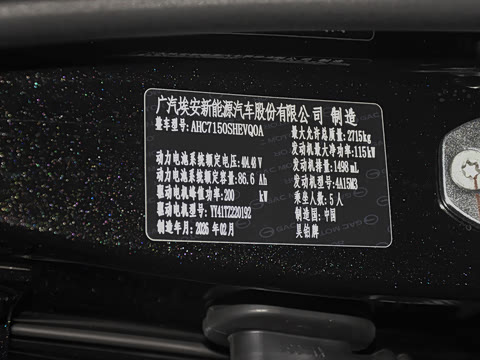 广汽埃安新能源汽车股份有限公司 制造
整车型号: AHC7150SHEVQ0A
最大允许总质量: 2715kg
发动机最大净功率: 115kW
动力电池系统额定电压: 404.48 V
发动机排量: 1498 mL
动力电池系统额定容量: 86.6 Ah
发动机型号: 4A15M3
驱动电机峰值功率: 200 kW
乘坐人数: 5 人
驱动电机型号: YY41TZ220192
制造国: 中国
制造年月: 2026 年 02 月
昊铂牌